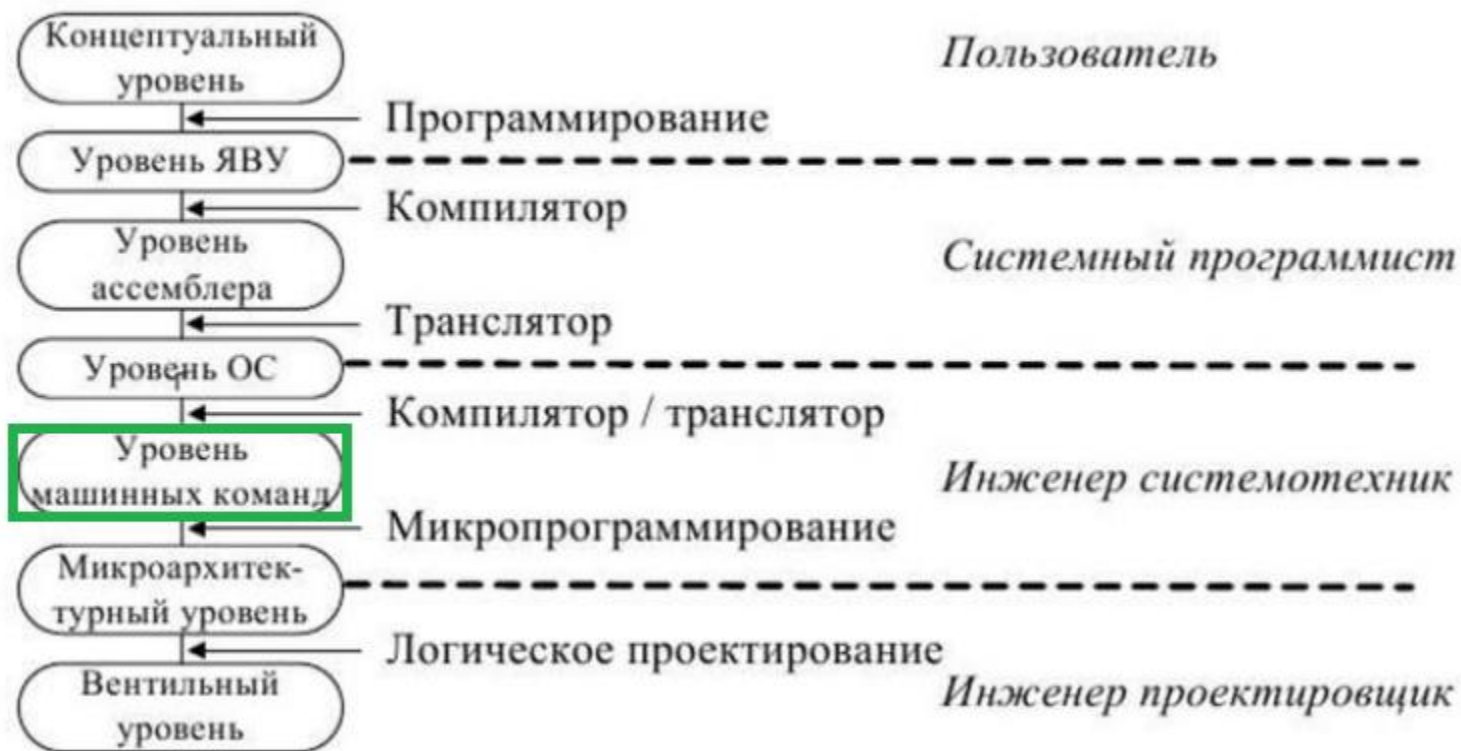 Концептуальный
уровень
Пользователь
Программирование
Уровень ЯВУ
Компилятор
Уровень
ассемблера
Системный программист
Транслятор
Уровень ОС
Компилятор / транслятор
Уровень
машинных команд
Инженер системотехник
Микропрограммирование
Микроархитек-
турный уровень
Логическое проектирование
Вентильный
уровень
Инженер проектировщик